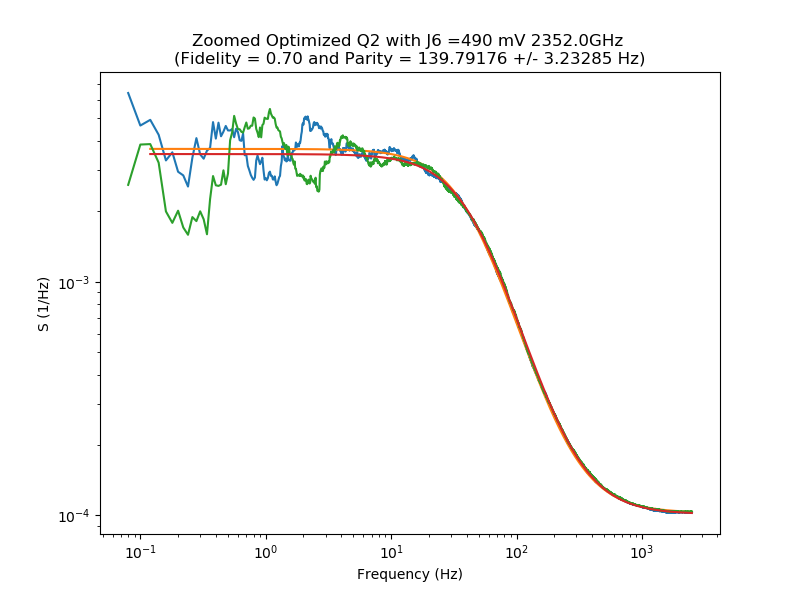 Zoomed Optimized Q2 with J6 =490 mV 2352.0GHz
(Fidelity = 0.70 and Parity = 139.79176 +/- 3.23285 Hz)
S (1/Hz)
10⁻³
10⁻⁴
10⁻¹ 10⁰ 10¹ 10² 10³
Frequency (Hz)